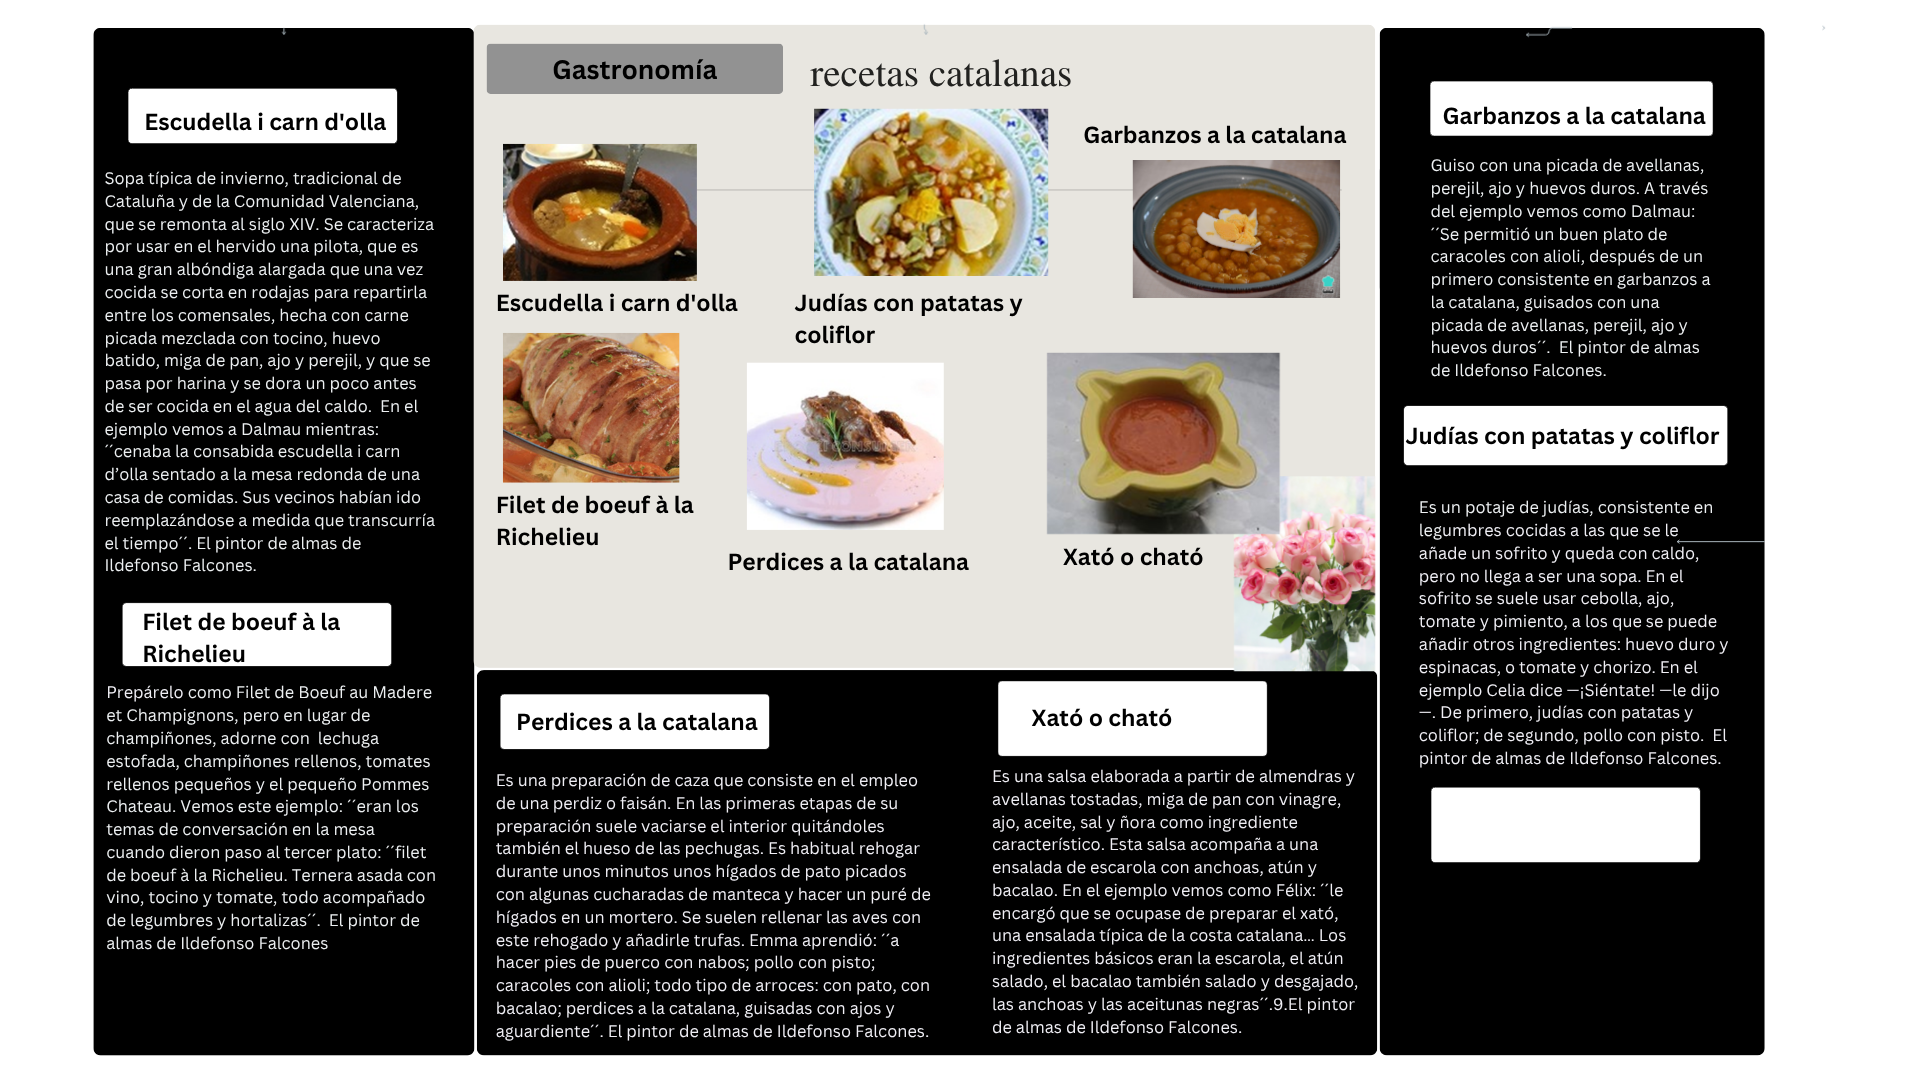 Escudella i carn d'olla
Sopa típica de invierno, tradicional de
Cataluña y de la Comunidad Valenciana,
que se remonta al siglo XIV. Se caracteriza
por usar en el hervido una pilota, que es
una gran albóndiga alargada que una vez
cocida se corta en rodajas para repartirla
entre los comensales, hecha con carne
picada mezclada con tocino, huevo
batido, miga de pan, ajo y perejil, y que se
pasa por harina y se dora un poco antes
de ser cocida en el agua del caldo.  En el
ejemplo vemos a Dalmau mientras:
´´cenaba la consabida escudella i carn
d’olla sentado a la mesa redonda de una
casa de comidas. Sus vecinos habían ido
reemplazándose a medida que transcurría
el tiempo´´. El pintor de almas de
Ildefonso Falcones.
Filet de boeuf à la
Richelieu
Prepárelo como Filet de Boeuf au Madere
et Champignons, pero en lugar de
champiñones, adorne con  lechuga
estofada, champiñones rellenos, tomates
rellenos pequeños y el pequeño Pommes
Chateau. Vemos este ejemplo: ´´eran los
temas de conversación en la mesa
cuando dieron paso al tercer plato: ´´filet
de boeuf à la Richelieu. Ternera asada con
vino, tocino y tomate, todo acompañado
de legumbres y hortalizas´´.  El pintor de
almas de Ildefonso Falcones
Gastronomía
recetas catalanas
Garbanzos a la catalana
Escudella i carn d'olla
Judías con patatas y
coliflor
Filet de boeuf à la
Richelieu
Perdices a la catalana
Xató o cható
Perdices a la catalana
Es una preparación de caza que consiste en el empleo
de una perdiz o faisán. En las primeras etapas de su
preparación suele vaciarse el interior quitándoles
también el hueso de las pechugas. Es habitual rehogar
durante unos minutos unos hígados de pato picados
con algunas cucharadas de manteca y hacer un puré de
hígados en un mortero. Se suelen rellenar las aves con
este rehogado y añadirle trufas. Emma aprendió: ´´a
hacer pies de puerco con nabos; pollo con pisto;
caracoles con alioli; todo tipo de arroces: con pato, con
bacalao; perdices a la catalana, guisadas con ajos y
aguardiente´´. El pintor de almas de Ildefonso Falcones.
Xató o cható
Es una salsa elaborada a partir de almendras y
avellanas tostadas, miga de pan con vinagre,
ajo, aceite, sal y ñora como ingrediente
característico. Esta salsa acompaña a una
ensalada de escarola con anchoas, atún y
bacalao. En el ejemplo vemos como Félix: ´´le
encargó que se ocupase de preparar el xató,
una ensalada típica de la costa catalana… Los
ingredientes básicos eran la escarola, el atún
salado, el bacalao también salado y desgajado,
las anchoas y las aceitunas negras´´.9.El pintor
de almas de Ildefonso Falcones.
Garbanzos a la catalana
Guiso con una picada de avellanas,
perejil, ajo y huevos duros. A través
del ejemplo vemos como Dalmau:
´´Se permitió un buen plato de
caracoles con alioli, después de un
primero consistente en garbanzos a
la catalana, guisados con una
picada de avellanas, perejil, ajo y
huevos duros´´.  El pintor de almas
de Ildefonso Falcones.
Judías con patatas y coliflor
Es un potaje de judías, consistente en
legumbres cocidas a las que se le
añade un sofrito y queda con caldo,
pero no llega a ser una sopa. En el
sofrito se suele usar cebolla, ajo,
tomate y pimiento, a los que se puede
añadir otros ingredientes: huevo duro y
espinacas, o tomate y chorizo. En el
ejemplo Celia dice —¡Siéntate! —le dijo
—. De primero, judías con patatas y
coliflor; de segundo, pollo con pisto.  El
pintor de almas de Ildefonso Falcones.